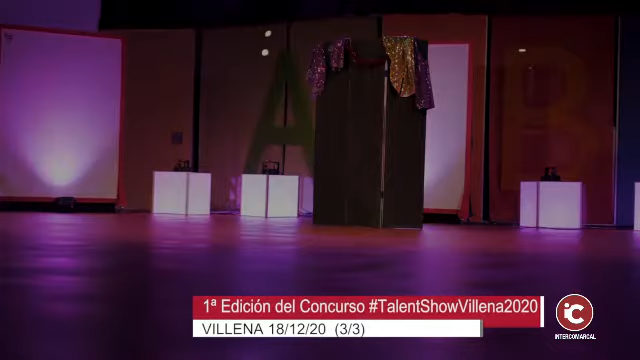 A B
1ª Edición del Concurso #TalentShowVillena2020
VILLENA 18/12/20 (3/3)
iC
INTERCOMARCAL